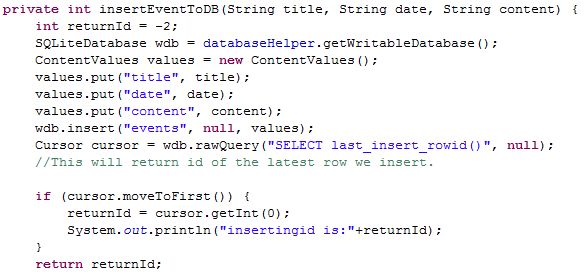 private int insertEventToDB(String title, String date, String content) {
    int returnId = -2;
    SQLiteDatabase wdb = databaseHelper.getWritableDatabase();
    ContentValues values = new ContentValues();
    values.put("title", title);
    values.put("date", date);
    values.put("content", content);
    wdb.insert("events", null, values);
    Cursor cursor = wdb.rawQuery("SELECT last_insert_rowid()", null);
    //This will return id of the latest row we insert.

    if (cursor.moveToFirst()) {
        returnId = cursor.getInt(0);
        System.out.println("insertingid is:"+returnId);
    }
    return returnId;